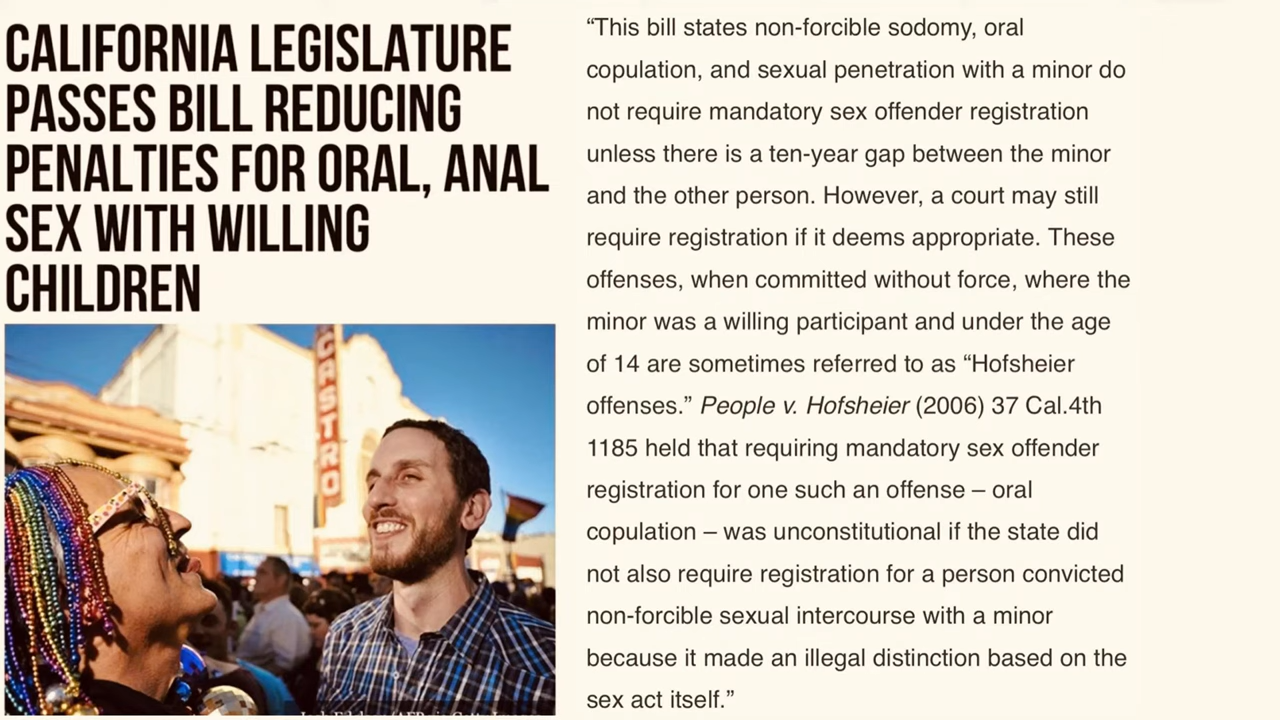 CALIFORNIA LEGISLATURE
PASSES BILL REDUCING
PENALTIES FOR ORAL, ANAL
SEX WITH WILLING
CHILDREN
CASTRO
“This bill states non-forcible sodomy, oral
copulation, and sexual penetration with a minor do
not require mandatory sex offender registration
unless there is a ten-year gap between the minor
and the other person. However, a court may still
require registration if it deems appropriate. These
offenses, when committed without force, where the
minor was a willing participant and under the age
of 14 are sometimes referred to as “Hofsheier
offenses.” People v. Hofsheier (2006) 37 Cal.4th
1185 held that requiring mandatory sex offender
registration for one such an offense – oral
copulation – was unconstitutional if the state did
not also require registration for a person convicted
non-forcible sexual intercourse with a minor
because it made an illegal distinction based on the
sex act itself.”